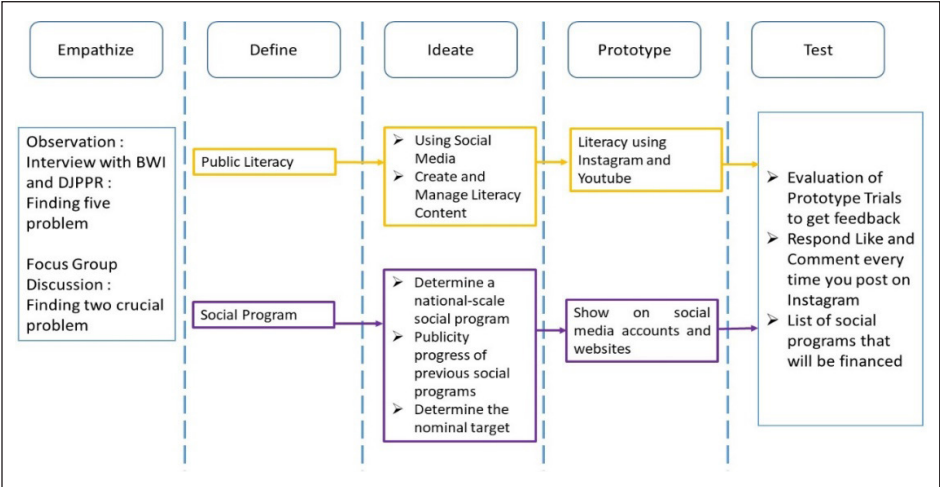 Empathize
Define
Ideate
Prototype
Test
Observation :
Interview with BWI
and DJPPR :
Finding five
problem
Focus Group
Discussion :
Finding two crucial
problem
Public Literacy
➢ Using Social
Media
➢ Create and
Manage Literacy
Content
Literacy using
Instagram and
Youtube
Social Program
➢ Determine a
national-scale
social program
➢ Publicity
progress of
previous social
programs
➢ Determine the
nominal target
Show on social
media accounts and
websites
➢ Evaluation of
Prototype Trials
to get feedback
➢ Respond Like and
Comment every
time you post on
Instagram
➢ List of social
programs that
will be financed